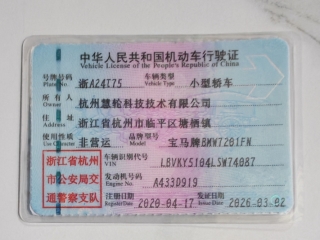 中华人民共和国机动车行驶证
Vehicle License of the People's Republic of China
号牌号码 浙A24T75 车辆类型 小型轿车
Plate No. Vehicle Type
所有人 杭州慧轮科技技术有限公司
Owner
住址 浙江省杭州市临平区塘栖镇
Address
使用性质 非营运 品牌型号 宝马牌BMW7201FN
Use Character Model
浙江省杭州市公安局交通警察支队
车辆识别代号 LBVKY5104LSW74087
VIN
发动机号码 A433D919
Engine No.
注册日期 2020-04-17 发证日期 2026-03-02
Register Date Issue Date